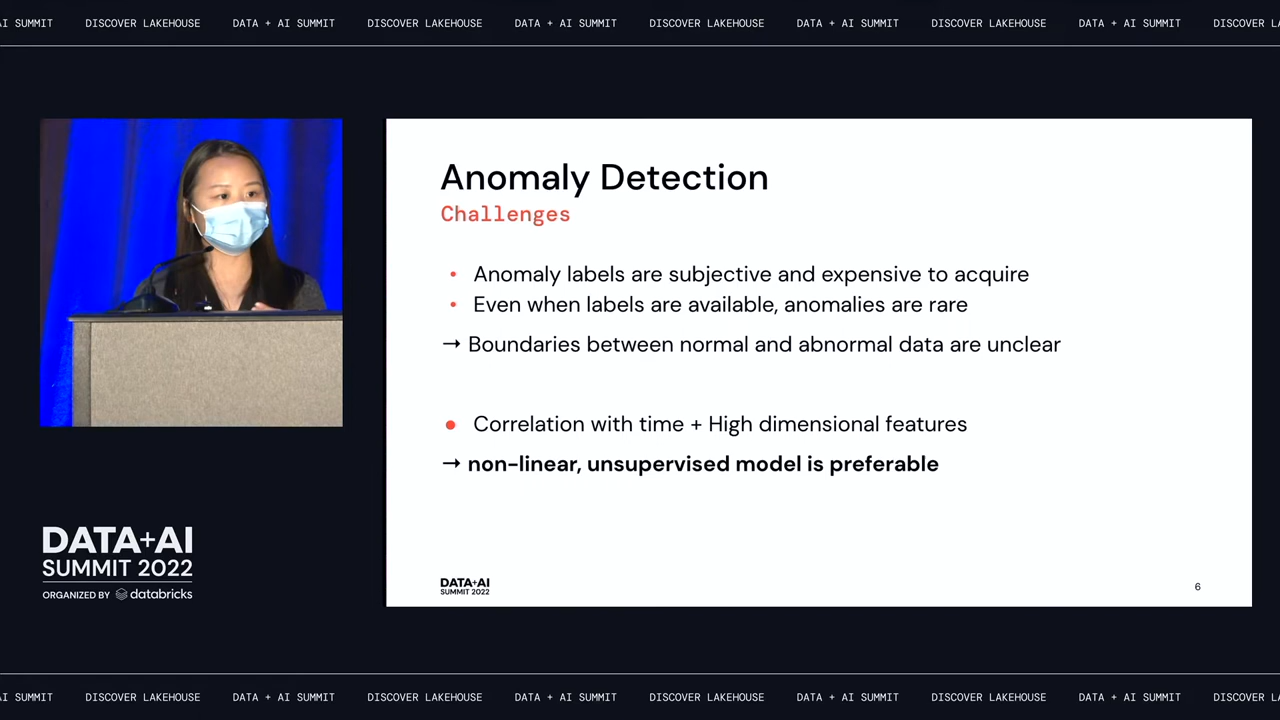 AI SUMMIT DISCOVER LAKEHOUSE DATA + AI SUMMIT DISCOVER LAKEHOUSE DATA + AI SUMMIT DISCOVER LAKEHOUSE DATA + AI SUMMIT DISCOVER LAKEHOUSE DATA + AI SUMMIT DISCOVER
Anomaly Detection
Challenges
• Anomaly labels are subjective and expensive to acquire
• Even when labels are available, anomalies are rare
→ Boundaries between normal and abnormal data are unclear
● Correlation with time + High dimensional features
→ non-linear, unsupervised model is preferable
DATA+AI
SUMMIT 2022
6
DATA+AI
SUMMIT 2022
ORGANIZED BY databricks
AI SUMMIT DISCOVER LAKEHOUSE DATA + AI SUMMIT DISCOVER LAKEHOUSE DATA + AI SUMMIT DISCOVER LAKEHOUSE DATA + AI SUMMIT DISCOVER LAKEHOUSE DATA + AI SUMMIT DISCOVER